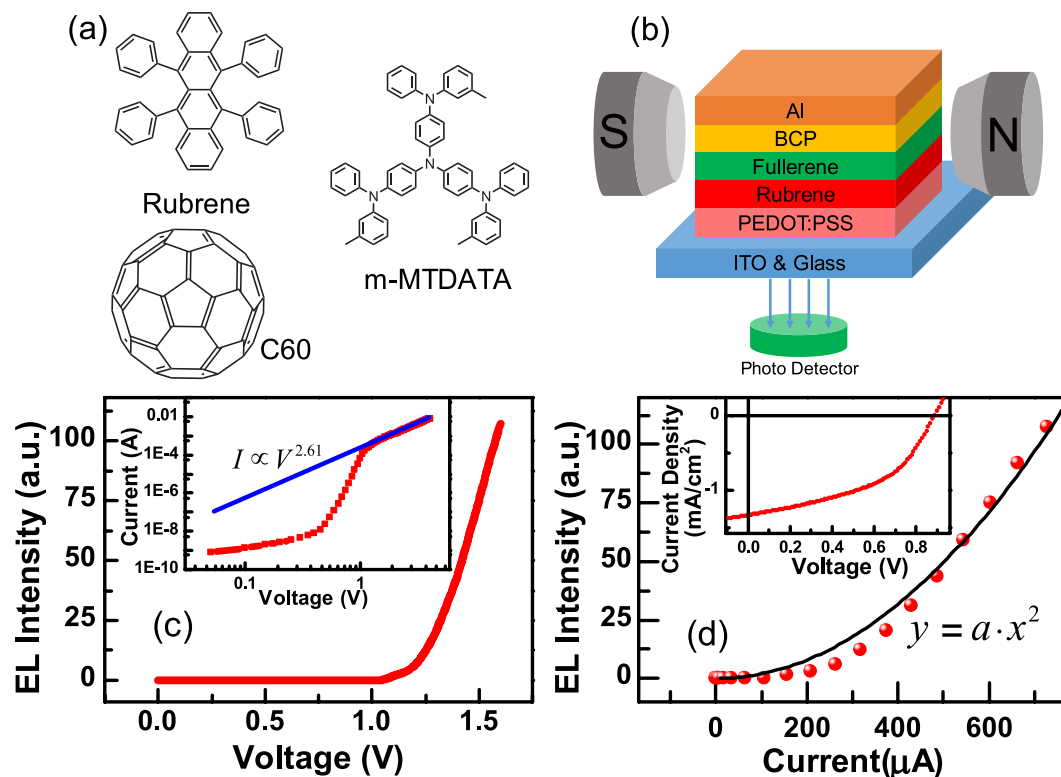 (a)
Rubrene
N
N
N
N
m-MTDATA
C60
(b)
S
N
Al
BCP
Fullerene
Rubrene
PEDOT:PSS
ITO & Glass
Photo Detector
EL Intensity (a.u.)
100
75
50
25
0
0.0
0.5
1.0
1.5
Voltage (V)
(c)
Current (A)
0.01
1E-4
1E-6
1E-8
1E-10
0.1
1
Voltage (V)
I ∝ V^2.61
EL Intensity (a.u.)
100
75
50
25
0
0
200
400
600
Current(μA)
(d)
y = a·x²
Current Density
(mA/cm²)
0
-1
0.0
0.2
0.4
0.6
0.8
Voltage (V)